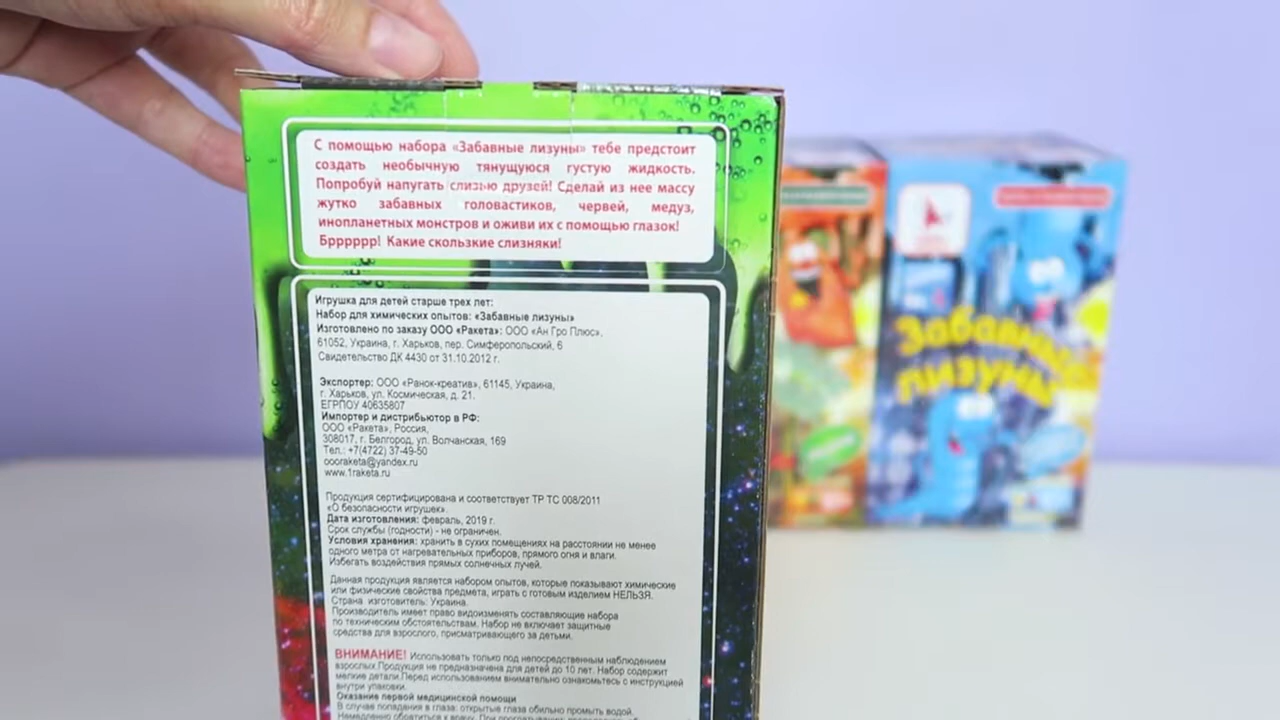 С помощью набора «Забавные лизуны» тебе предстоит
создать необычную тянущуюся густую жидкость.
Попробуй напугать слизью друзей! Сделай из нее массу
жутко забавных головастиков, червей, медуз,
инопланетных монстров и оживи их с помощью глазок!
Брррррр! Какие скользкие слизняки!
Игрушка для детей старше трех лет:
Набор для химических опытов: «Забавные лизуны»
Изготовлено по заказу ООО «Ракета»: ООО «Ан Гро Плюс»,
61052, Украина, г. Харьков, пер. Симферопольский, 6
Свидетельство ДК 4430 от 31.10.2012 г.
Экспортер: ООО «Ранок-креатив», 61145, Украина,
г. Харьков, ул. Космическая, д. 21.
ЕГРПОУ 40635807
Импортер и дистрибьютор в РФ:
ООО «Ракета», Россия,
308017, г. Белгород, ул. Волчанская, 169
Тел.: +7(4722) 37-49-50
oooraketa@yandex.ru
www.1raketa.ru
Продукция сертифицирована и соответствует ТР ТС 008/2011
«О безопасности игрушек»
Дата изготовления: февраль, 2019 г.
Срок службы (годности) - не ограничен.
Условия хранения: хранить в сухих помещениях на расстоянии не менее
одного метра от нагревательных приборов, прямого огня и влаги.
Избегать воздействия прямых солнечных лучей.
Данная продукция является набором опытов, которые показывают химические
или физические свойства предмета, играть с готовым изделием НЕЛЬЗЯ.
Страна изготовитель: Украина.
Производитель имеет право видоизменять составляющие набора
по техническим обстоятельствам. Набор не включает защитные
средства для взрослого, присматривающего за детьми.
ВНИМАНИЕ! Использовать только под непосредственным наблюдением
взрослых.Продукция не предназначена для детей до 10 лет. Набор содержит
мелкие детали.Перед использованием внимательно ознакомьтесь с инструкцией
внутри упаковки.
Оказание первой медицинской помощи
В случае попадания в глаза: открытые глаза обильно промыть водой.
Немедленно обратиться к врачу. При
Забавные
лизуны